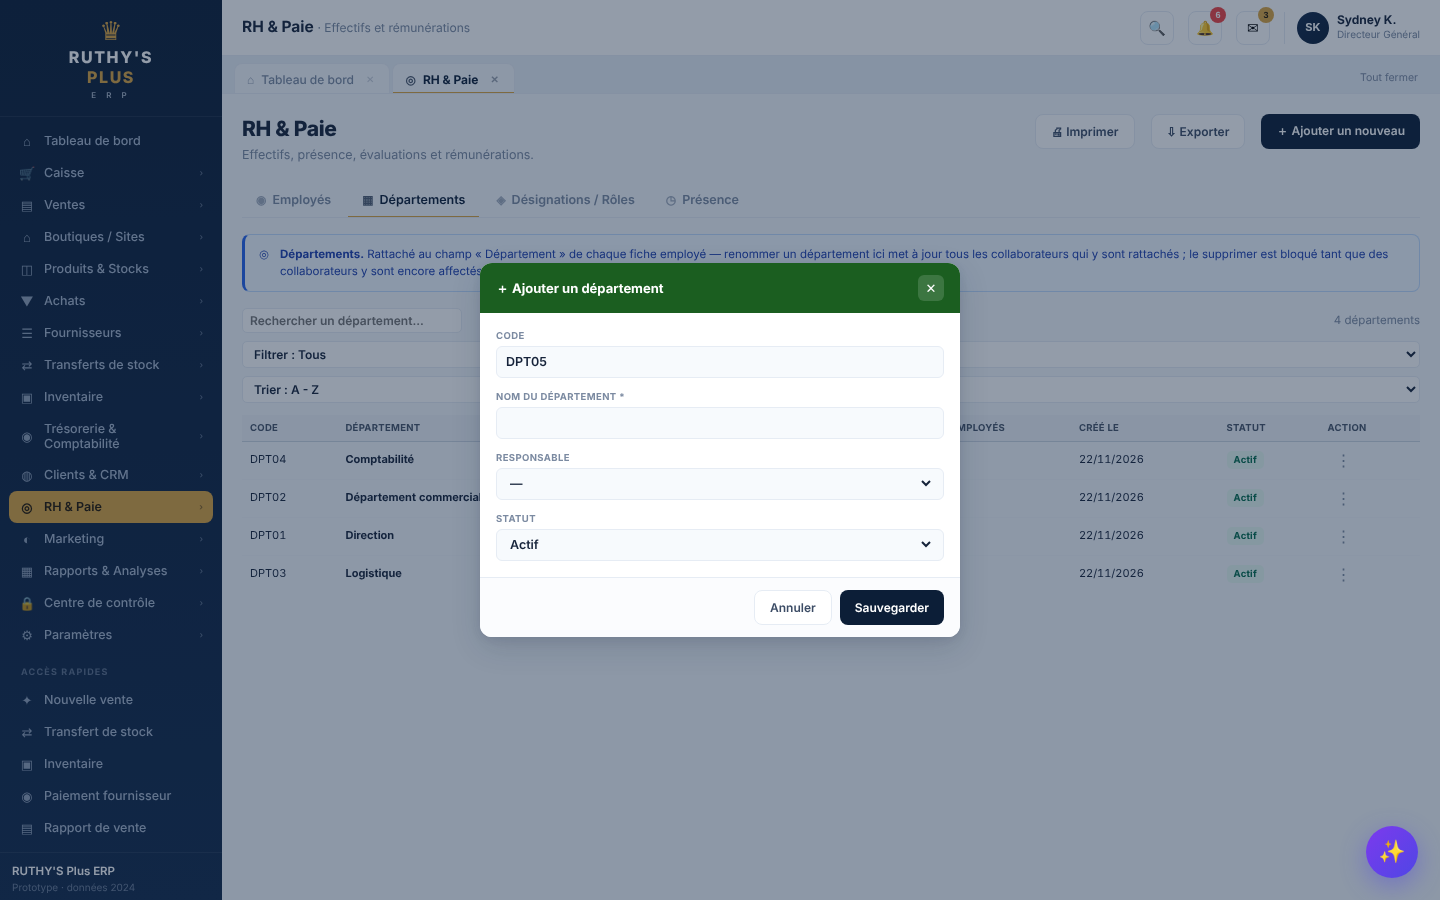 RUTHY'S
PLUS
ERP
Tableau de bord
Caisse
Ventes
Boutiques / Sites
Produits & Stocks
Achats
Fournisseurs
Transferts de stock
Inventaire
Trésorerie &
Comptabilité
Clients & CRM
RH & Paie
Marketing
Rapports & Analyses
Centre de contrôle
Paramètres
ACCÈS RAPIDES
Nouvelle vente
Transfert de stock
Inventaire
Paiement fournisseur
Rapport de vente
RUTHY'S Plus ERP
Prototype · données 2024
RH & Paie · Effectifs et rémunérations
6
3
SK
Sydney K.
Directeur Général
Tableau de bord ×
RH & Paie ×
Tout fermer
RH & Paie
Effectifs, présence, évaluations et rémunérations.
Imprimer
Exporter
+ Ajouter un nouveau
Employés
Départements
Désignations / Rôles
Présence
Départements. Rattaché au champ « Département » de chaque fiche employé — renommer un département ici met à jour tous les collaborateurs qui y sont rattachés ; le supprimer est bloqué tant que des
collaborateurs y sont encore affectés
Rechercher un département...
4 départements
Filtrer : Tous
Trier : A - Z
CODE DÉPARTEMENT MPLOYÉS CRÉÉ LE STATUT ACTION
DPT04 Comptabilité 22/11/2026 Actif
DPT02 Département commercial 22/11/2026 Actif
DPT01 Direction 22/11/2026 Actif
DPT03 Logistique 22/11/2026 Actif
+ Ajouter un département
×
CODE
DPT05
NOM DU DÉPARTEMENT *
RESPONSABLE
—
STATUT
Actif
Annuler
Sauvegarder